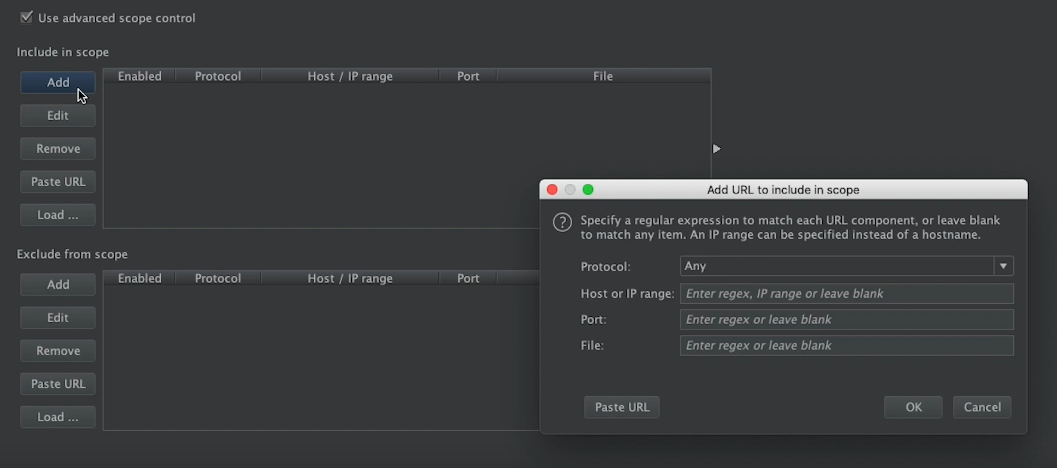 Use advanced scope control
Include in scope
Add
Edit
Remove
Paste URL
Load ...
Enabled Protocol Host / IP range Port File
Exclude from scope
Add
Edit
Remove
Paste URL
Load ...
Enabled Protocol Host / IP range Port
Add URL to include in scope
? Specify a regular expression to match each URL component, or leave blank
to match any item. An IP range can be specified instead of a hostname.
Protocol: Any
Host or IP range: Enter regex, IP range or leave blank
Port: Enter regex or leave blank
File: Enter regex or leave blank
Paste URL OK Cancel